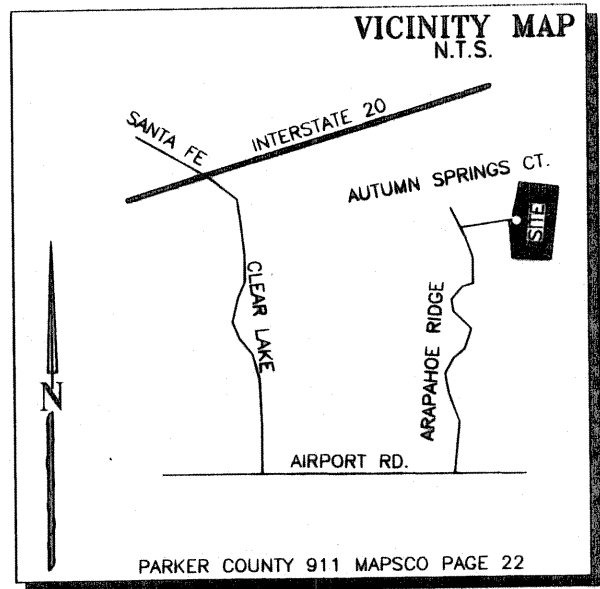 VICINITY MAP
N.T.S.
SANTA FE
INTERSTATE 20
AUTUMN SPRINGS CT.
SITE
CLEAR LAKE
ARAPAHOE RIDGE
N
AIRPORT RD.
PARKER COUNTY 911 MAPSCO PAGE 22